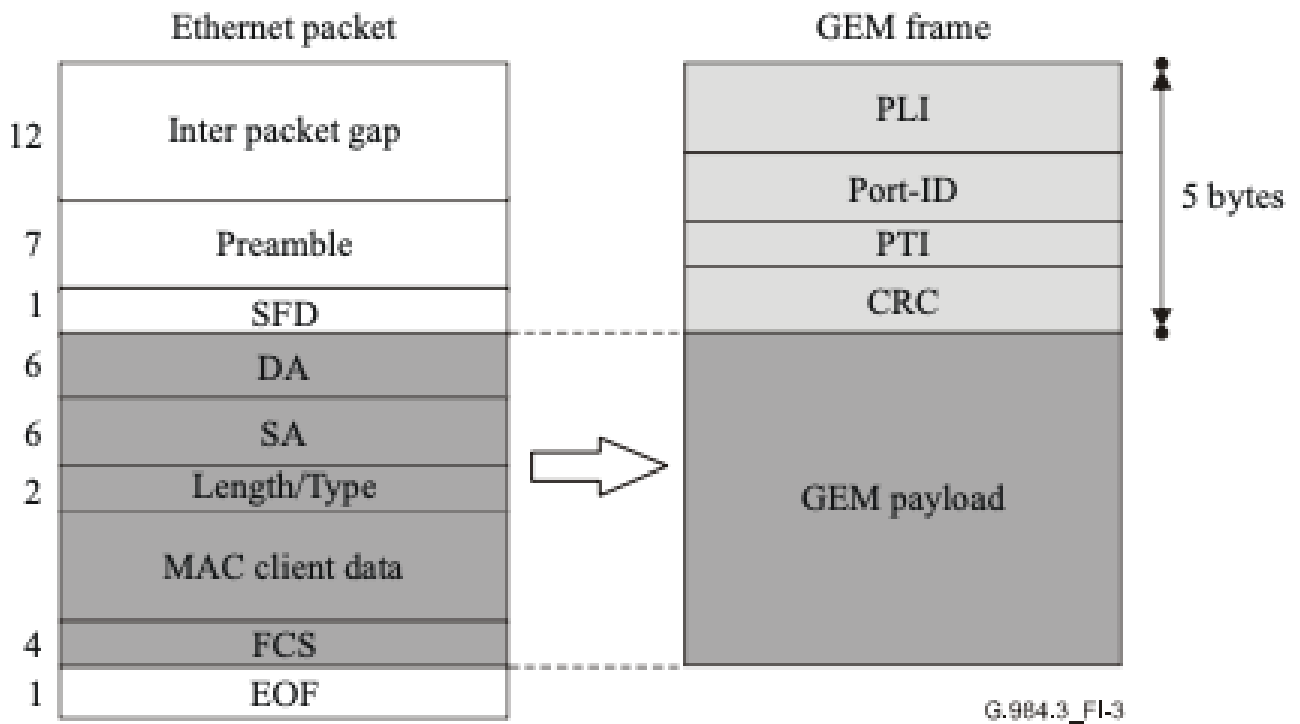 Ethernet packet
12
Inter packet gap
7
Preamble
1
SFD
6
DA
6
SA
2
Length/Type
MAC client data
4
FCS
1
EOF
GEM frame
PLI
Port-ID
PTI
CRC
5 bytes
GEM payload
G.984.3_FI-3